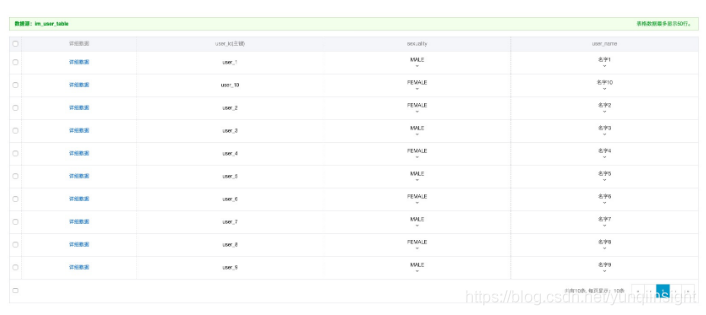 数据源：im_user_table 表格数据最多显示50行。
详细数据 user_id(主键) sexuality user_name
详细数据 user_1 MALE 名字1
详细数据 user_10 FEMALE 名字10
详细数据 user_2 FEMALE 名字2
详细数据 user_3 MALE 名字3
详细数据 user_4 FEMALE 名字4
详细数据 user_5 MALE 名字5
详细数据 user_6 FEMALE 名字6
详细数据 user_7 MALE 名字7
详细数据 user_8 FEMALE 名字8
详细数据 user_9 MALE 名字9
共有10条, 每页显示: 10条 « ‹ 1 › »
https://blog.csdn.net/yunqiinsight